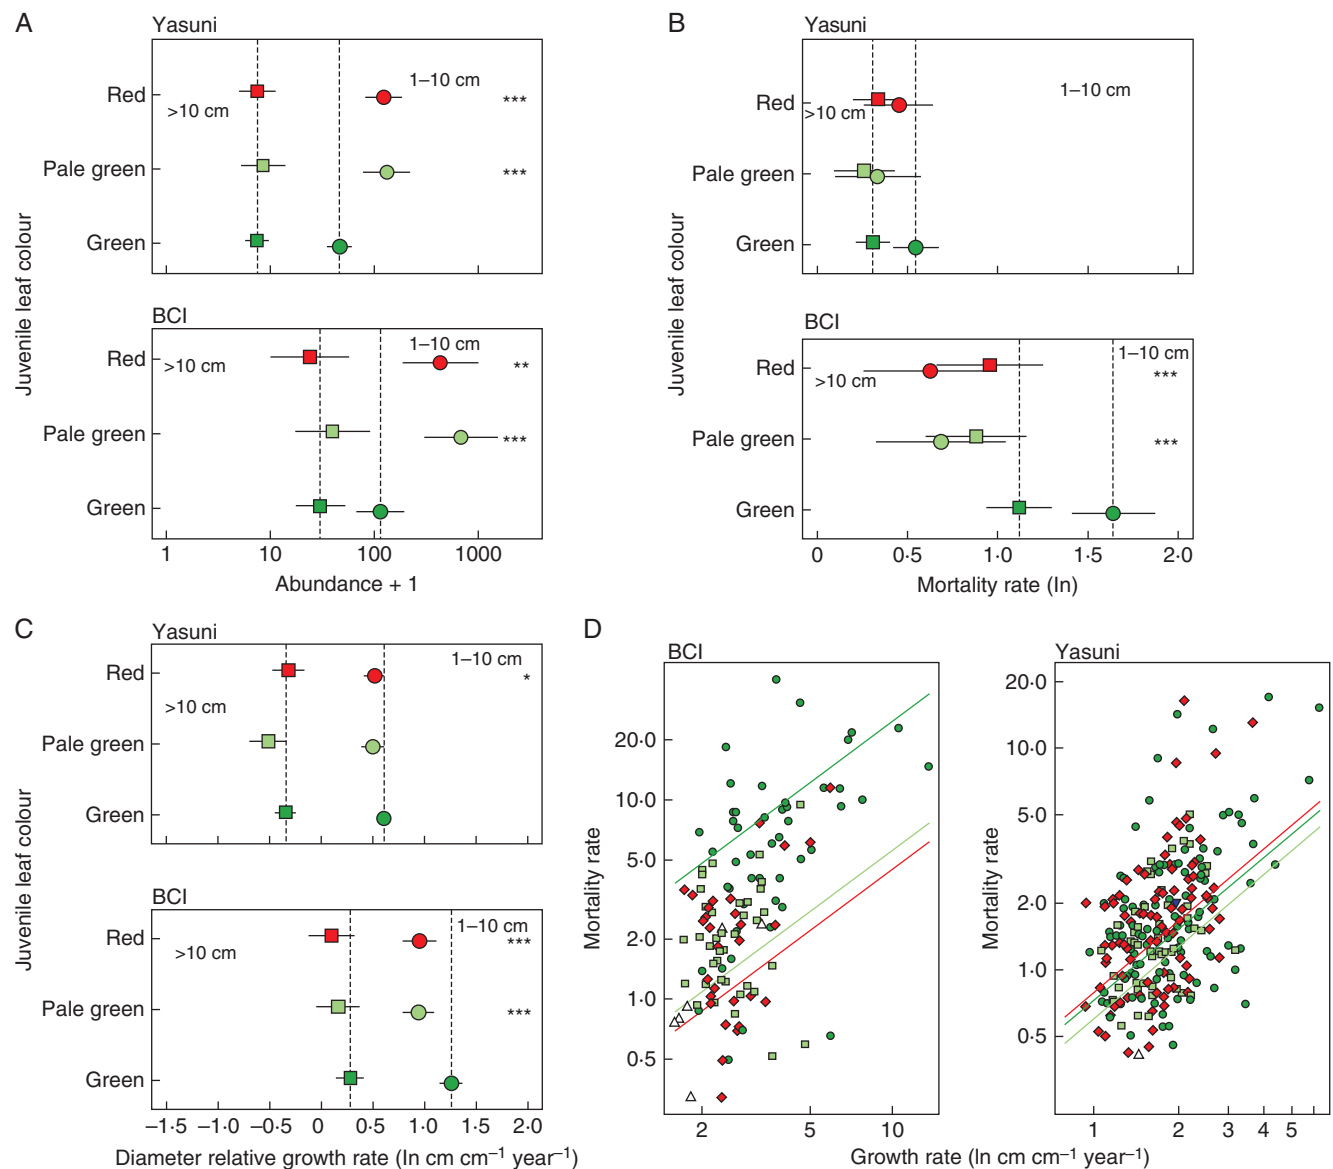 A
Yasuni
Red
1–10 cm
>10 cm
***
Pale green
***
Green
Juvenile leaf colour
BCI
Red
1–10 cm
>10 cm
**
Pale green
***
Green
1 10 100 1000
Abundance + 1
B
Yasuni
Red
1–10 cm
>10 cm
Pale green
Green
Juvenile leaf colour
BCI
Red
1–10 cm
***
>10 cm
Pale green
***
Green
0 0·5 1·0 1·5 2·0
Mortality rate (ln)
C
Yasuni
Red
1–10 cm
*
>10 cm
Pale green
Green
Juvenile leaf colour
BCI
Red
1–10 cm
***
>10 cm
Pale green
***
Green
–1·5 –1·0 –0·5 0 0·5 1·0 1·5 2·0
Diameter relative growth rate (ln cm cm⁻¹ year⁻¹)
D
BCI
20·0
10·0
5·0
2·0
1·0
0·5
Mortality rate
2 5 10
Yasuni
20·0
10·0
5·0
2·0
1·0
0·5
Mortality rate
1 2 3 4 5
Growth rate (ln cm cm⁻¹ year⁻¹)